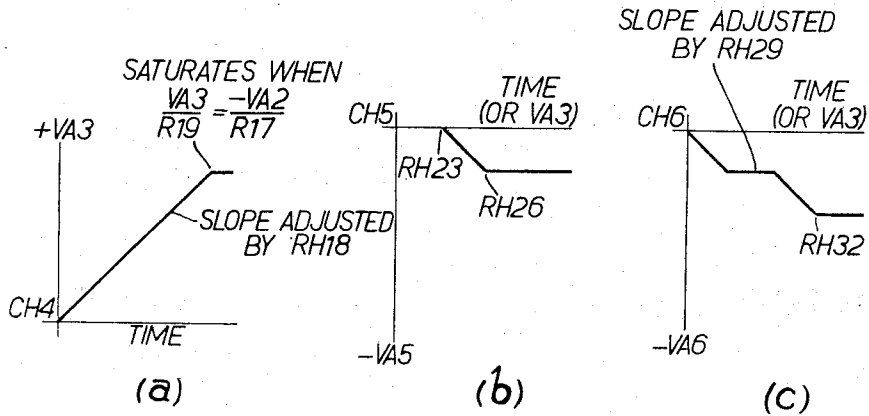 SATURATES WHEN
VA3 = -VA2
R19 R17
+VA3
SLOPE ADJUSTED
BY RH18
CH4
TIME
(a)
TIME
(OR VA3)
CH5
RH23
RH26
-VA5
(b)
SLOPE ADJUSTED
BY RH29
TIME
(OR VA3)
CH6
RH32
-VA6
(c)